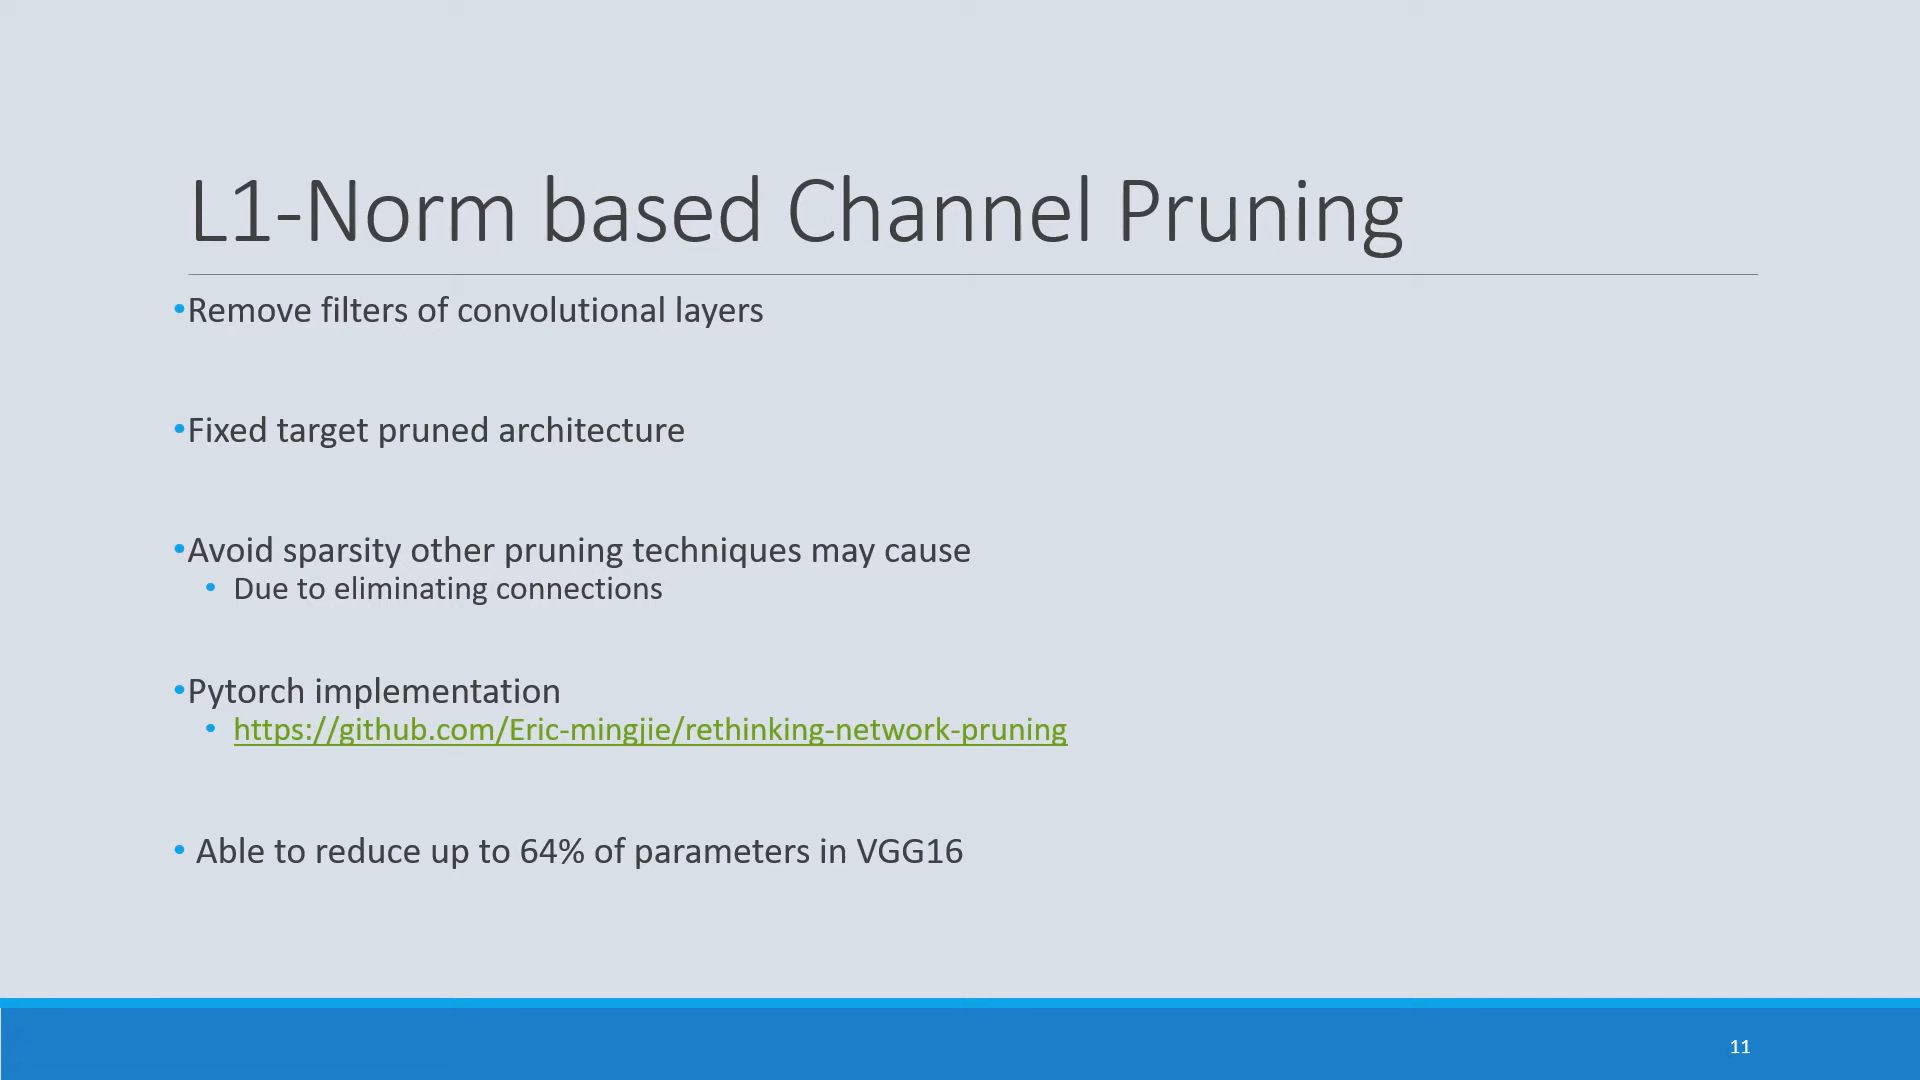 L1-Norm based Channel Pruning
•Remove filters of convolutional layers
•Fixed target pruned architecture
•Avoid sparsity other pruning techniques may cause
• Due to eliminating connections
•Pytorch implementation
• https://github.com/Eric-mingjie/rethinking-network-pruning
• Able to reduce up to 64% of parameters in VGG16
11